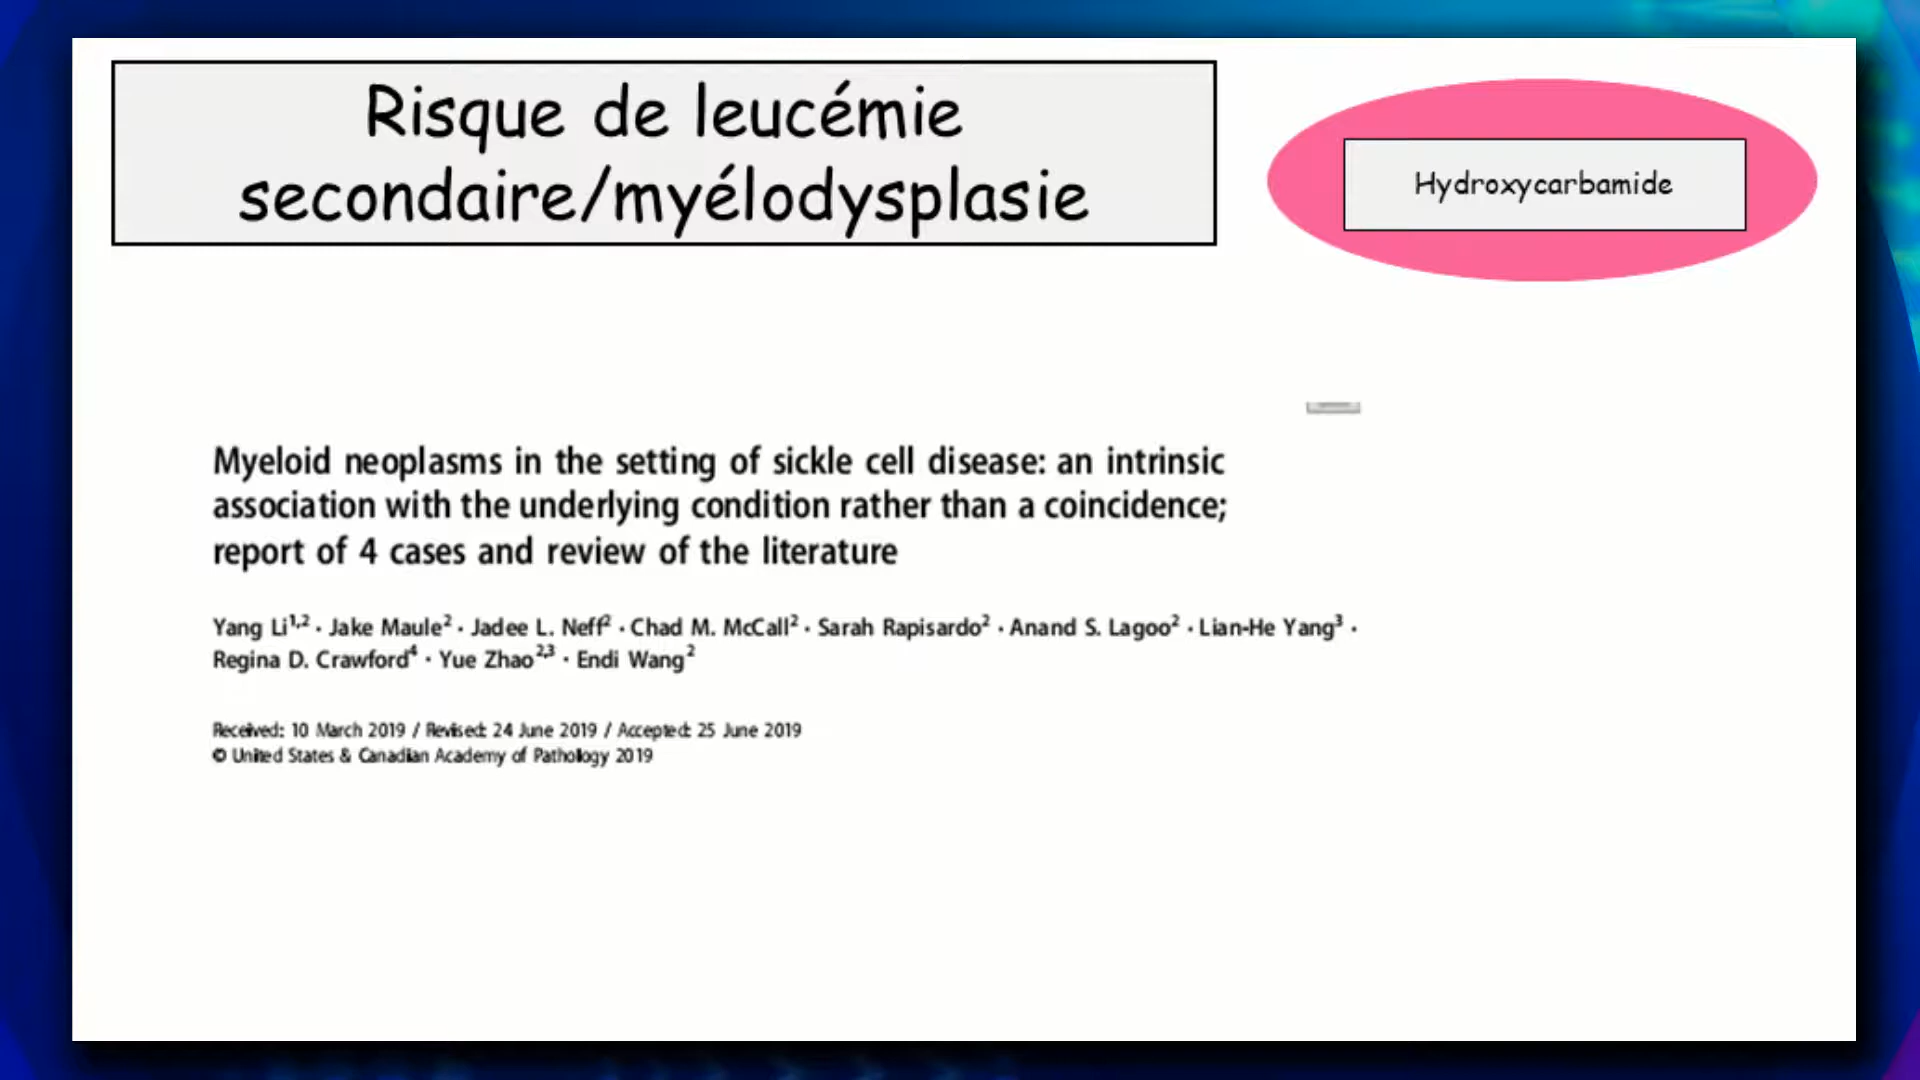 Risque de leucémie
secondaire/myélodysplasie
Hydroxycarbamide
Myeloid neoplasms in the setting of sickle cell disease: an intrinsic
association with the underlying condition rather than a coincidence;
report of 4 cases and review of the literature
Yang Li1,2 · Jake Maule2 · Jadee L. Neff2 · Chad M. McCall2 · Sarah Rapisardo2 · Anand S. Lagoo2 · Lian-He Yang3 ·
Regina D. Crawford4 · Yue Zhao2,3 · Endi Wang2
Received: 10 March 2019 / Revised: 24 June 2019 / Accepted: 25 June 2019
© United States & Canadian Academy of Pathology 2019